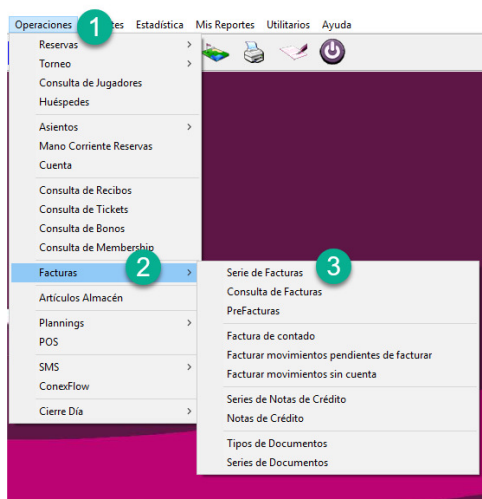 Operaciones tes Estadística Mis Reportes Utilitarios Ayuda
1
Reservas
Torneo
Consulta de Jugadores
Huéspedes
Asientos
Mano Corriente Reservas
Cuenta
Consulta de Recibos
Consulta de Tickets
Consulta de Bonos
Consulta de Membership
Facturas 2
Serie de Facturas 3
Artículos Almacén
Consulta de Facturas
PreFacturas
Plannings
POS
Factura de contado
Facturar movimientos pendientes de facturar
SMS
Facturar movimientos sin cuenta
ConexFlow
Series de Notas de Crédito
Cierre Día
Notas de Crédito
Tipos de Documentos
Series de Documentos